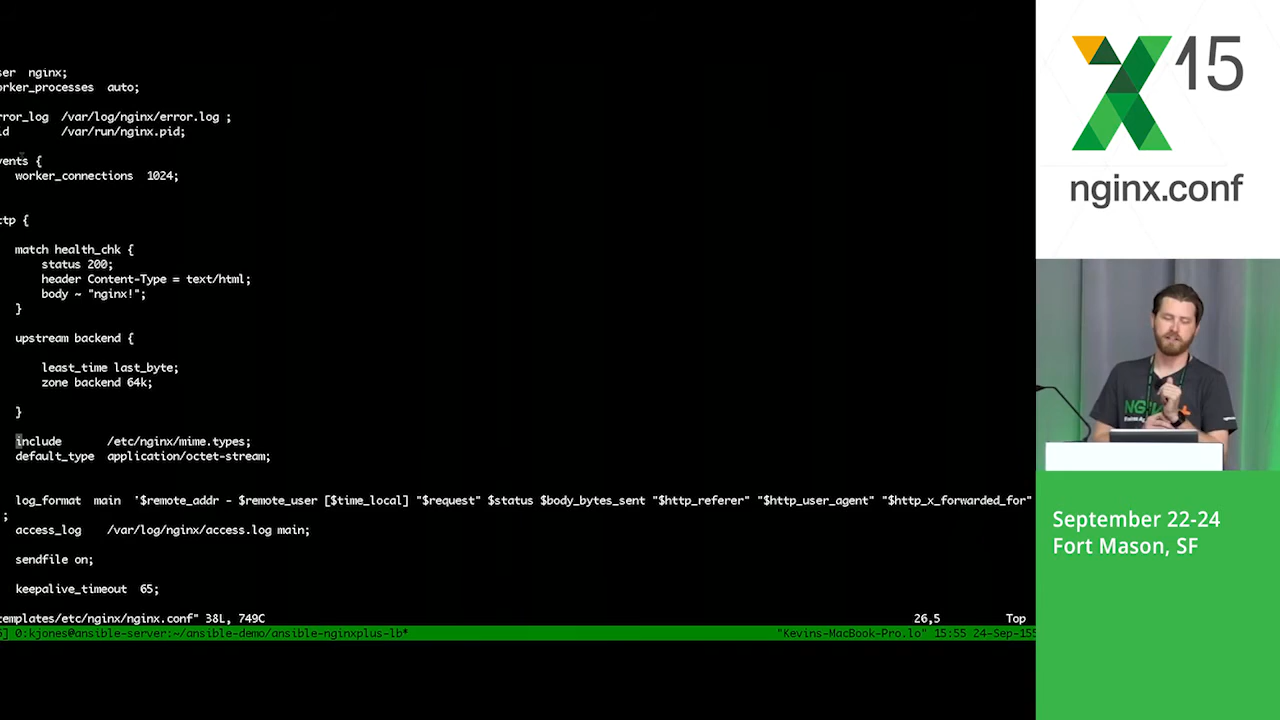 ser nginx;
orker_processes auto;
rror_log /var/log/nginx/error.log ;
id /var/run/nginx.pid;
vents {
worker_connections 1024;
ttp {
match health_chk {
status 200;
header Content-Type = text/html;
body ~ "nginx!";
}
upstream backend {
least_time last_byte;
zone backend 64k;
}
include /etc/nginx/mime.types;
default_type application/octet-stream;
log_format main '$remote_addr - $remote_user [$time_local] "$request" $status $body_bytes_sent "$http_referer" "$http_user_agent" "$http_x_forwarded_for"
;
access_log /var/log/nginx/access.log main;
sendfile on;
keepalive_timeout 65;
templates/etc/nginx/nginx.conf" 38L, 749C 26,5 Top
] 0:kjones@ansible-server:~/ansible-demo/ansible-nginxplus-lb* "Kevins-MacBook-Pro.lo" 15:55 24-Sep-155
15
nginx.conf
September 22-24
Fort Mason, SF